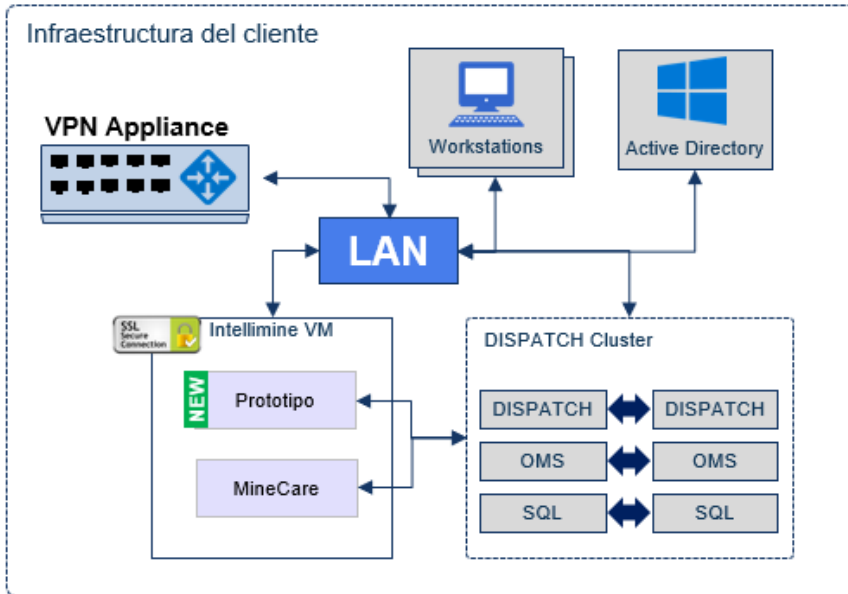 Infraestructura del cliente
VPN Appliance
Workstations
Active Directory
LAN
SSL
Secure
Connection
Intellimine VM
NEW
Prototipo
MineCare
DISPATCH Cluster
DISPATCH DISPATCH
OMS OMS
SQL SQL